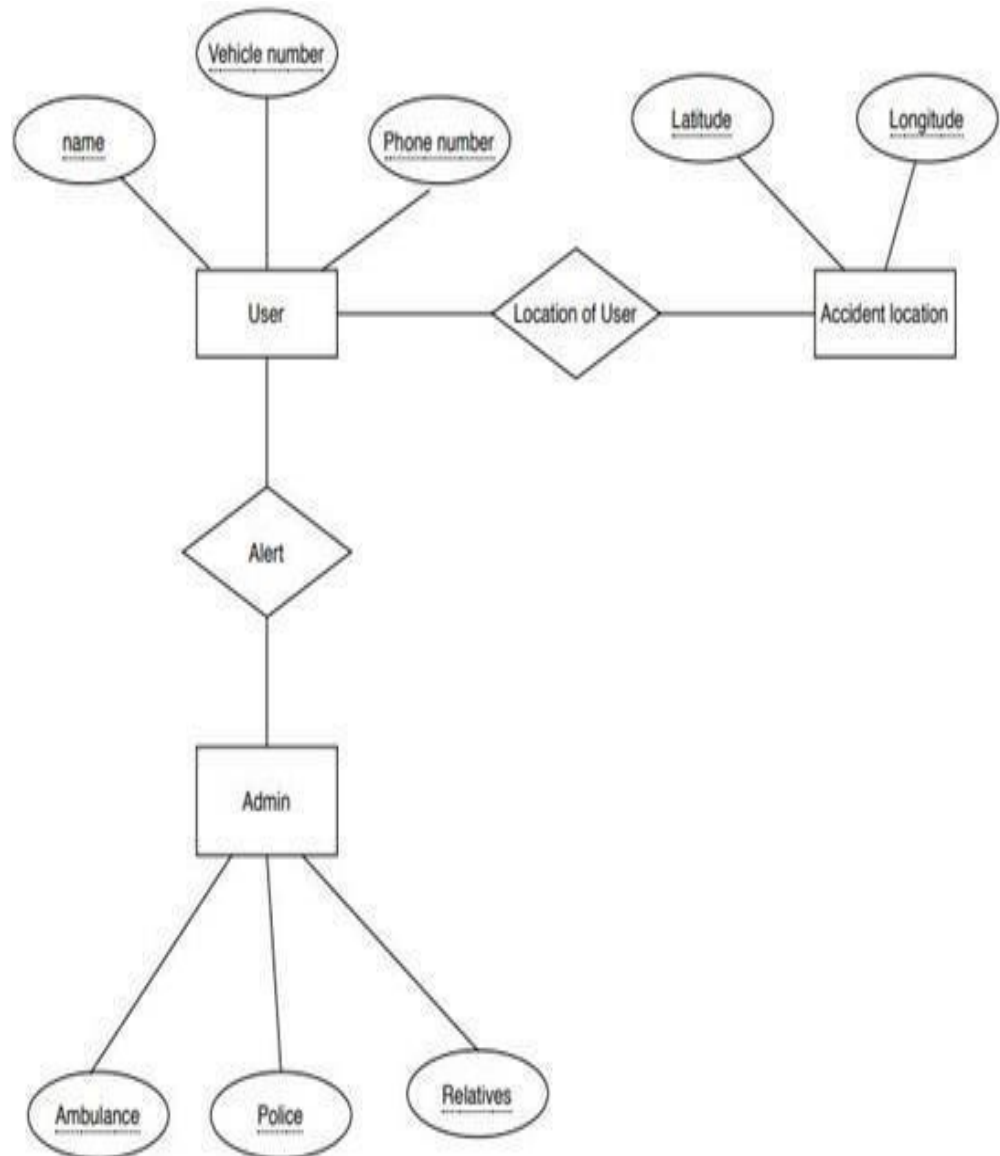 Vehicle number
name
Phone number
Latitude
Longitude
User
Location of User
Accident location
Alert
Admin
Ambulance
Police
Relatives